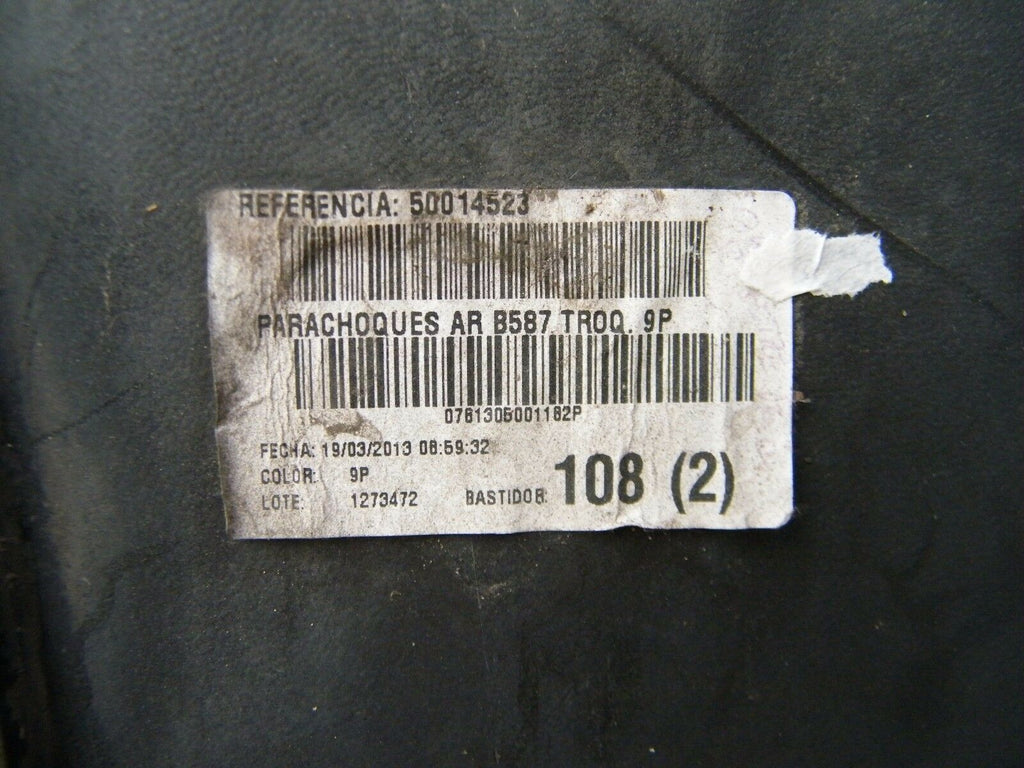 REFERENCIA: 50014523
PARACHOQUES AR B587 TROQ. 9P
0761305001182P
FECHA: 19/03/2013 08:59:32
COLOR: 9P
LOTE: 1273472 BASTIDOR: 108 (2)